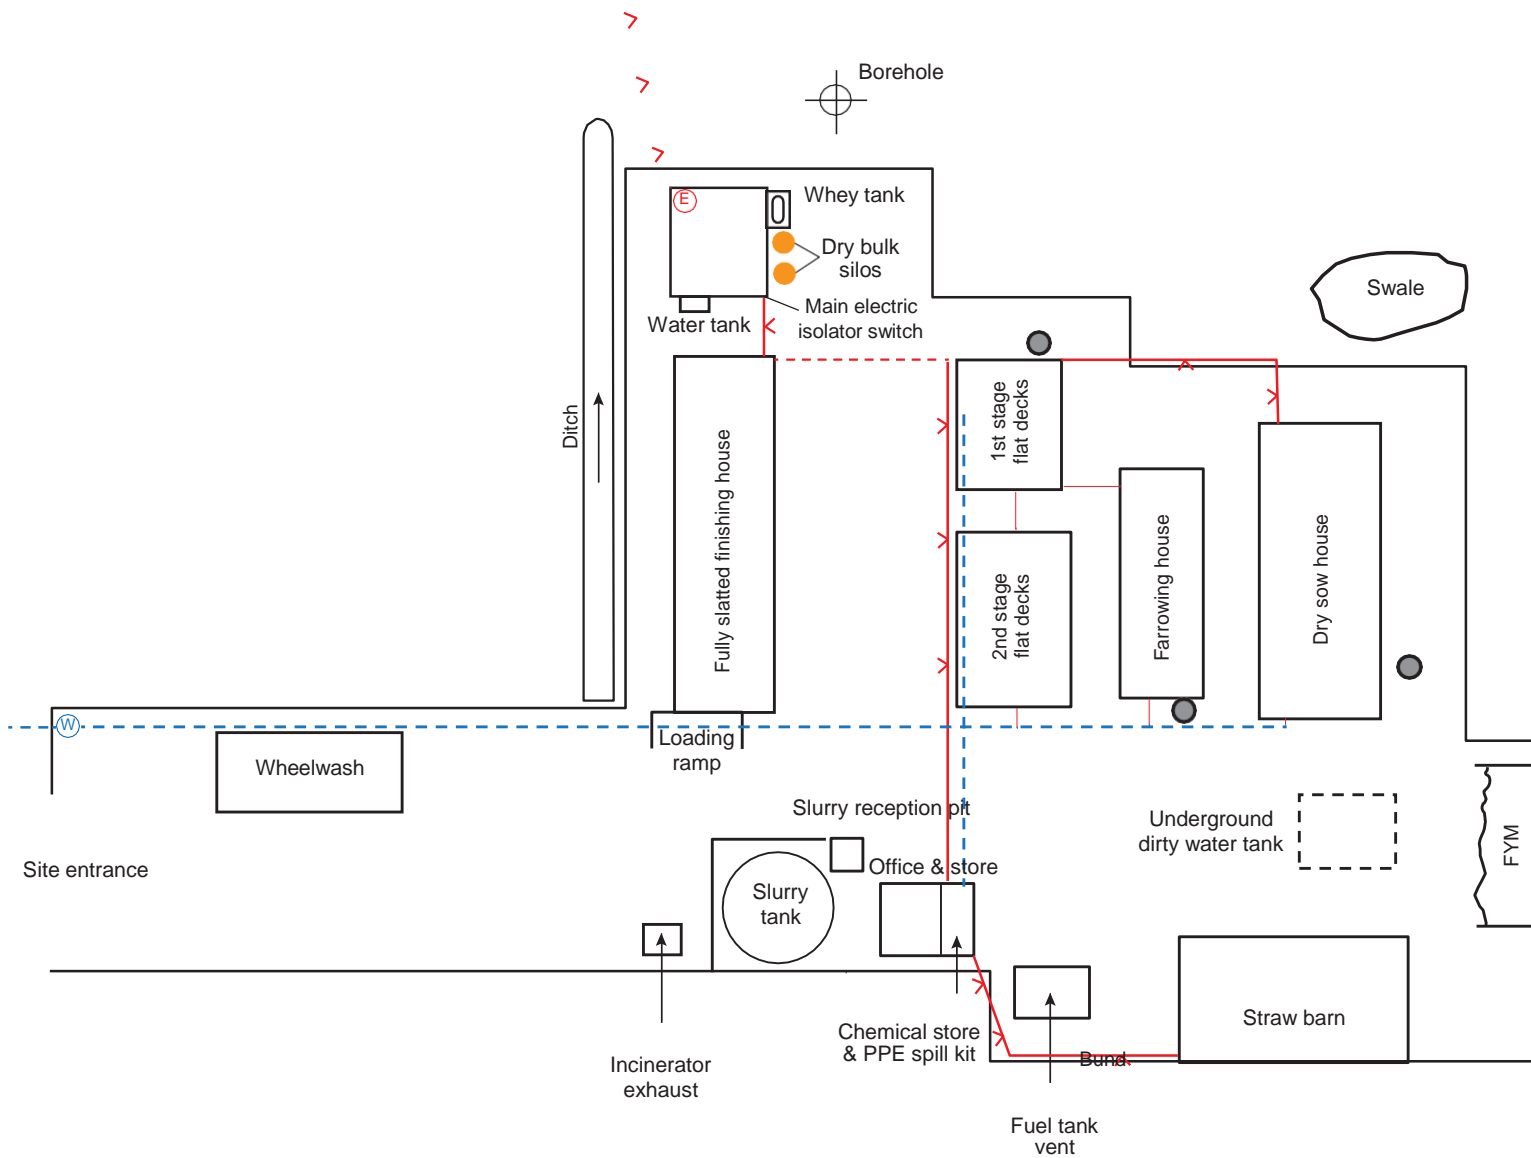 Borehole
E
Whey tank
Dry bulk
silos
Swale
Main electric
isolator switch
Water tank
Ditch
Fully slatted finishing house
1st stage
flat decks
2nd stage
flat decks
Farrowing house
Dry sow house
W
Wheelwash
Loading
ramp
Slurry reception pit
Underground
dirty water tank
FYM
Site entrance
Office & store
Slurry
tank
Straw barn
Chemical store
& PPE spill kit
Bund
Incinerator
exhaust
Fuel tank
vent